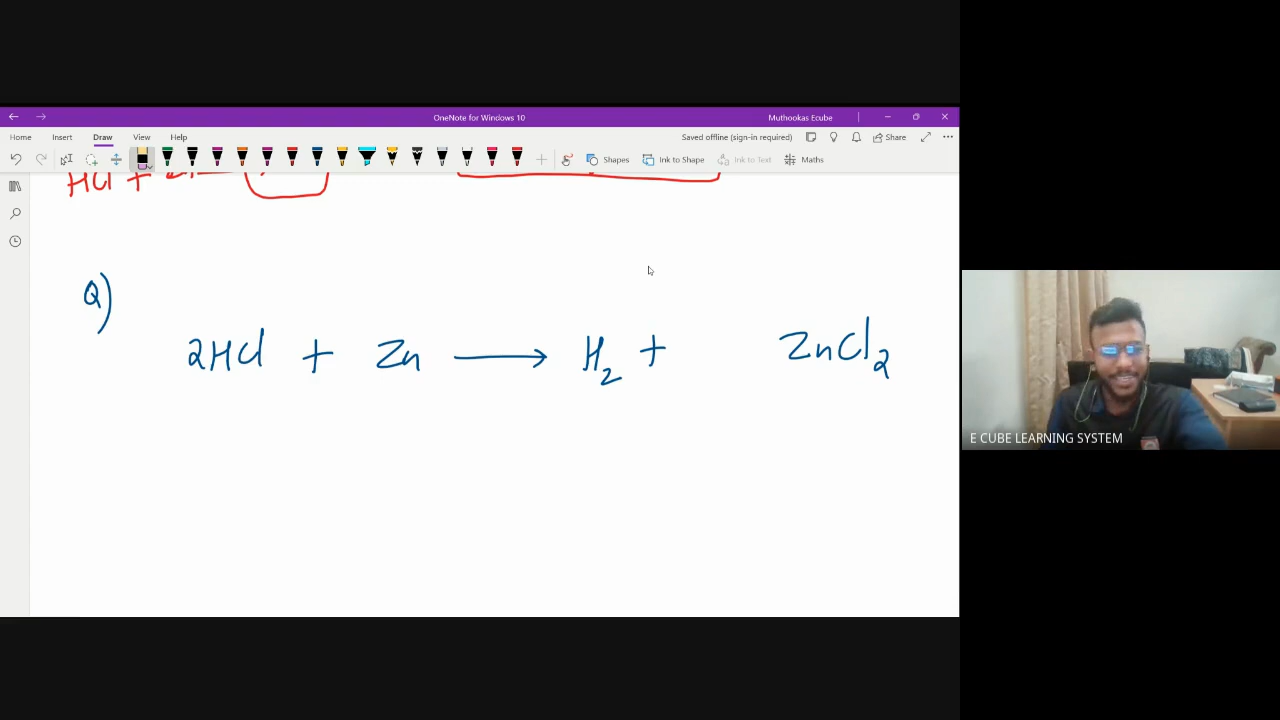 OneNote for Windows 10
Muthookas Ecube
Home Insert Draw View Help
Saved offline (sign-in required) Share
Shapes Ink to Shape Ink to Text Maths
HCl +
Q)
2HCl + Zn ⟶ H₂ + ZnCl₂
E CUBE LEARNING SYSTEM